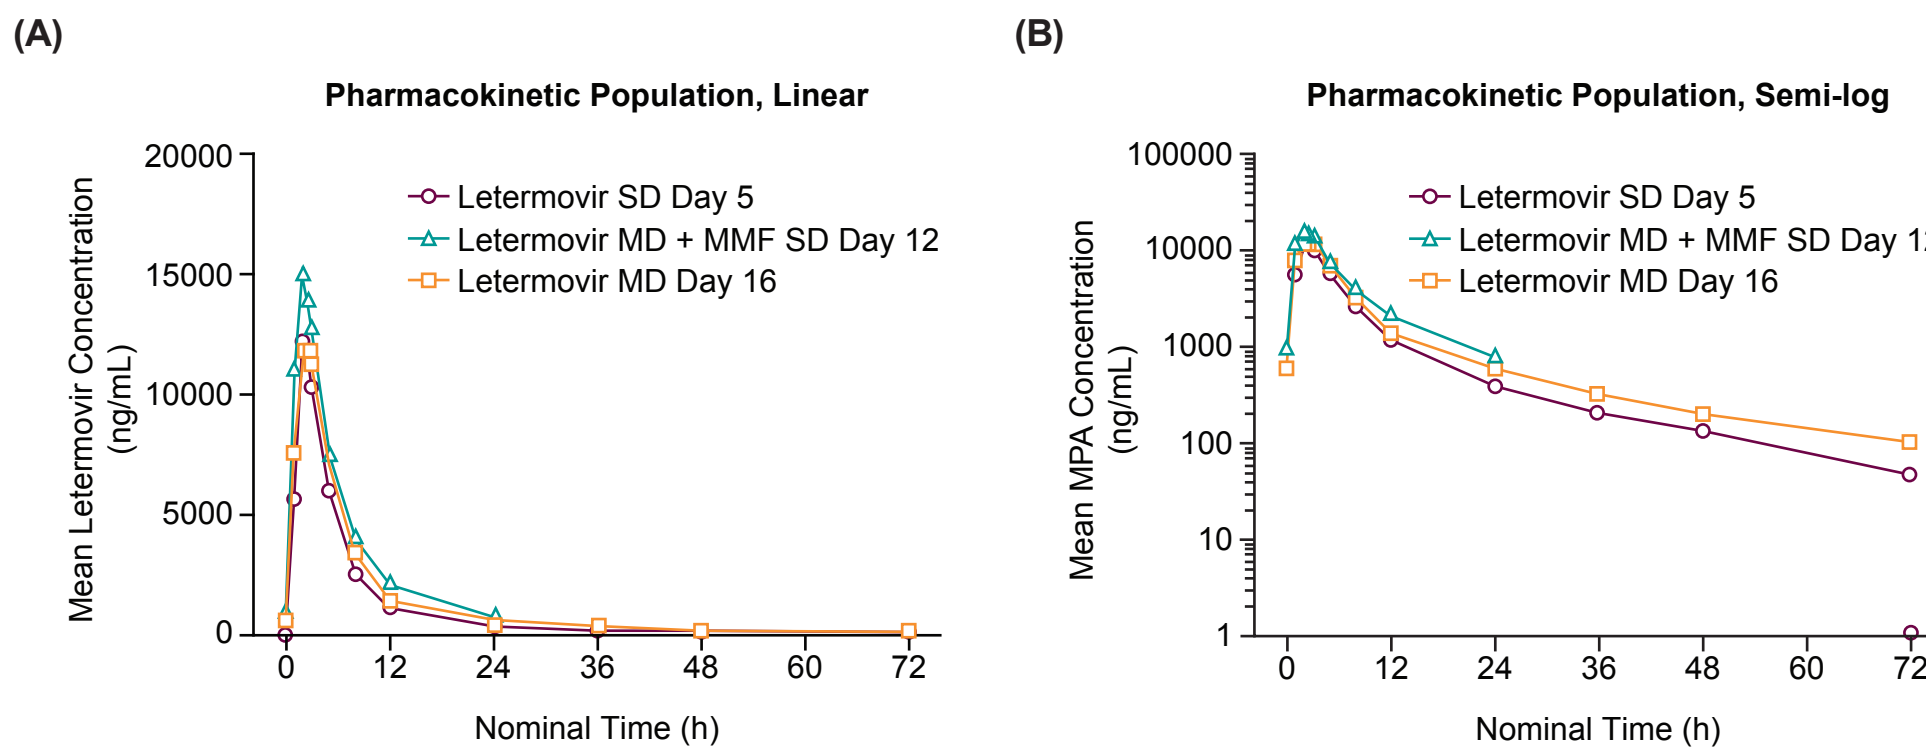 (A)
Pharmacokinetic Population, Linear
Mean Letermovir Concentration
(ng/mL)
20000
15000
10000
5000
0
Letermovir SD Day 5
Letermovir MD + MMF SD Day 12
Letermovir MD Day 16
0 12 24 36 48 60 72
Nominal Time (h)
(B)
Pharmacokinetic Population, Semi-log
Mean MPA Concentration
(ng/mL)
100000
10000
1000
100
10
1
Letermovir SD Day 5
Letermovir MD + MMF SD Day 12
Letermovir MD Day 16
0 12 24 36 48 60 72
Nominal Time (h)